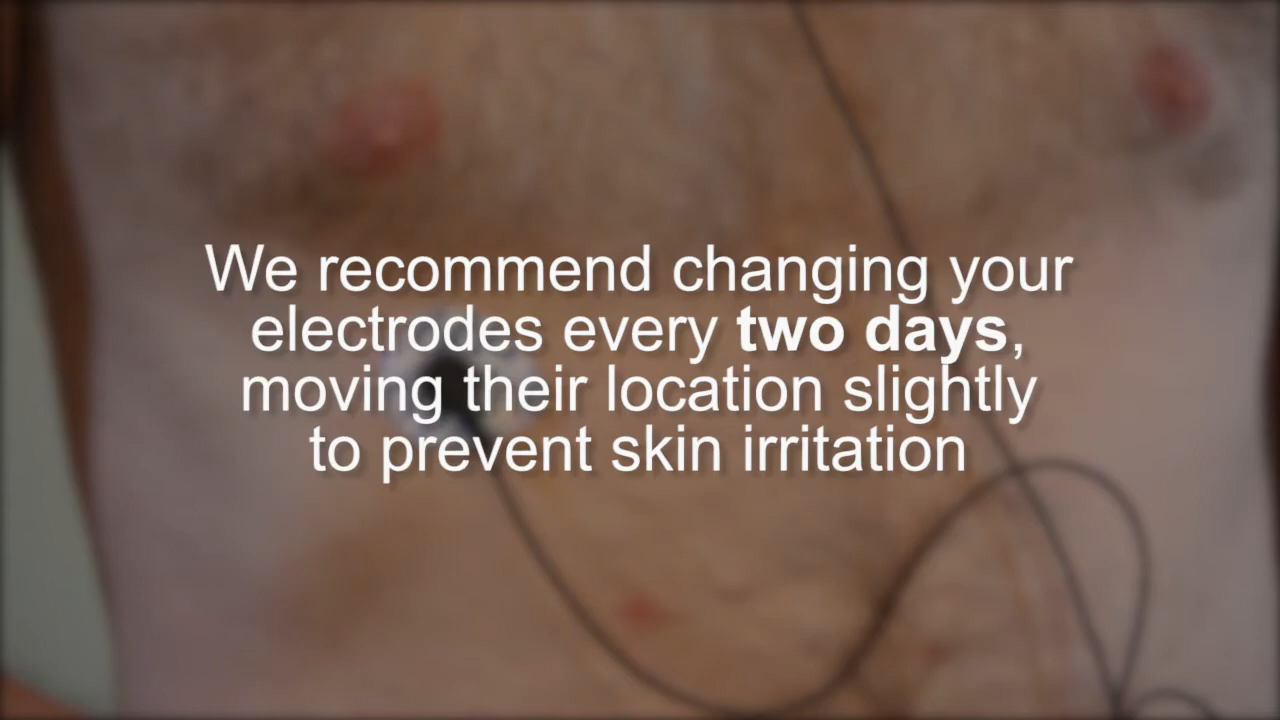 We recommend changing your
electrodes every two days,
moving their location slightly
to prevent skin irritation